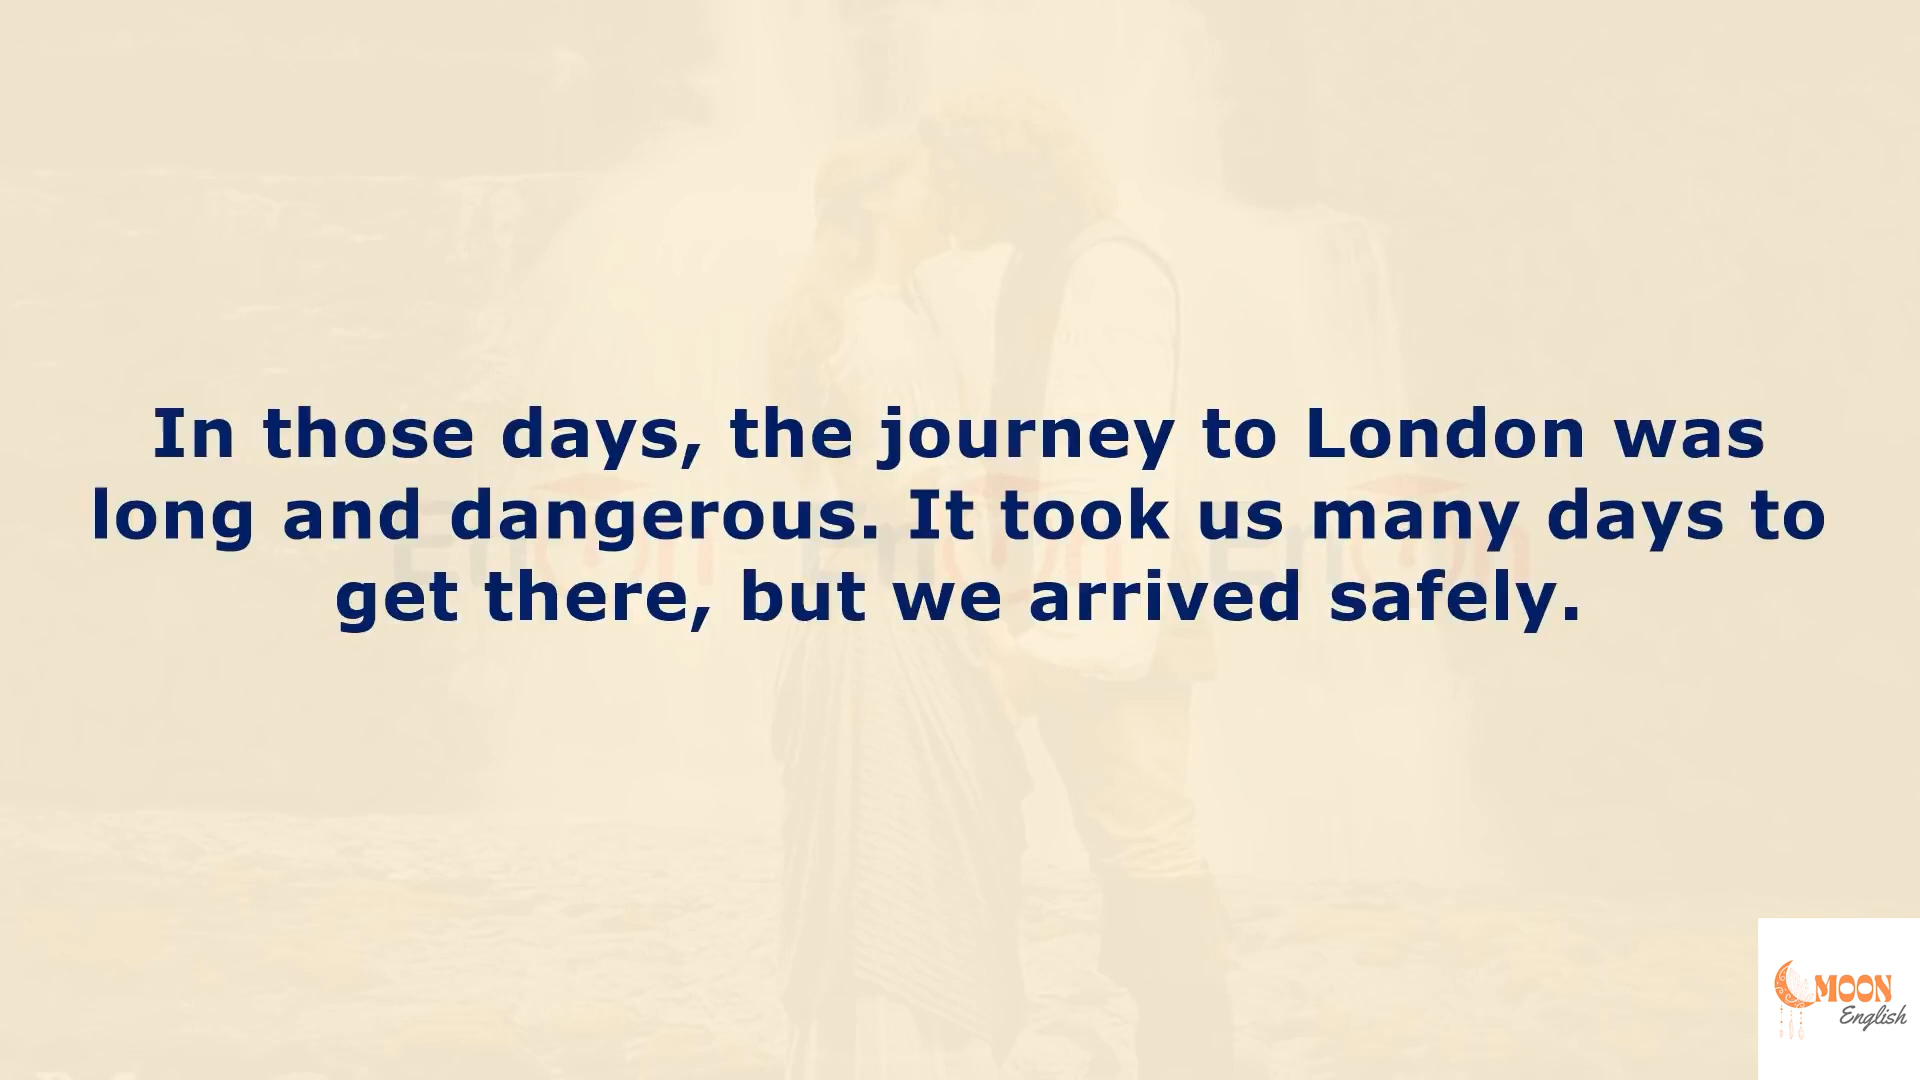 In those days, the journey to London was
long and dangerous. It took us many days to
get there, but we arrived safely.
MOON
English